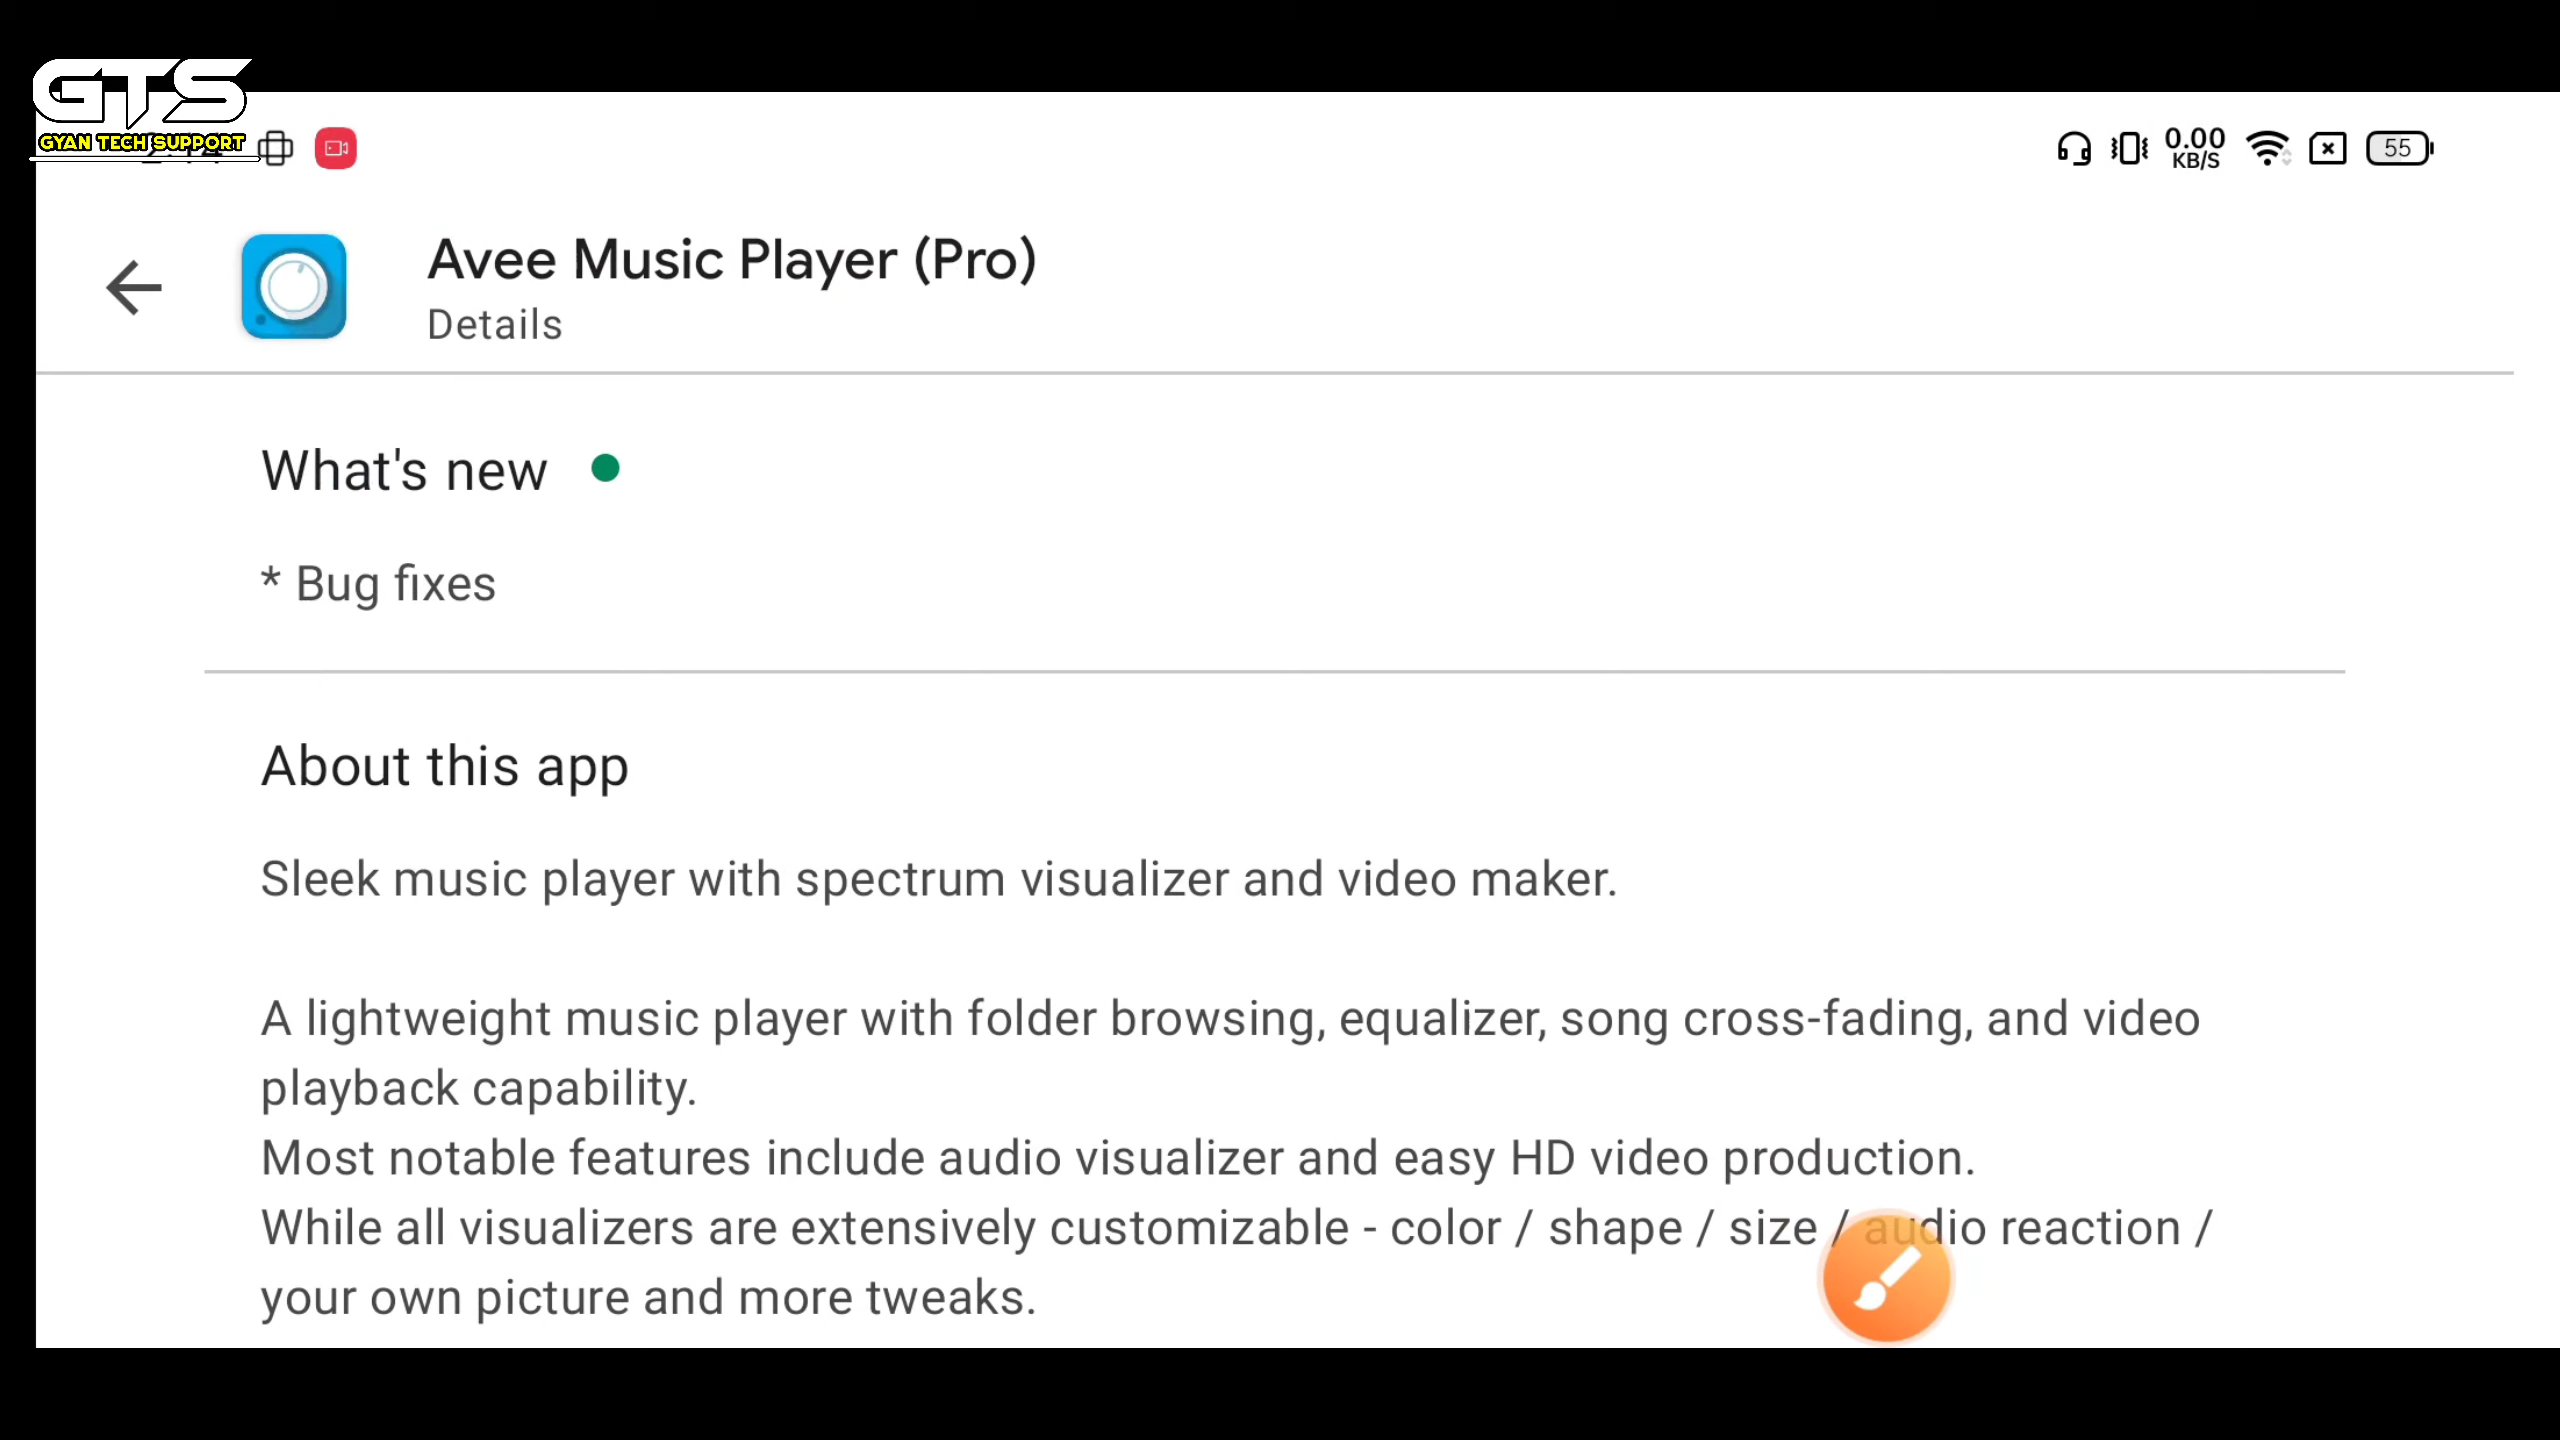 GTS
GYAN TECH SUPPORT
0.00
KB/S
55
Avee Music Player (Pro)
Details
What's new
* Bug fixes
About this app
Sleek music player with spectrum visualizer and video maker.
A lightweight music player with folder browsing, equalizer, song cross-fading, and video
playback capability.
Most notable features include audio visualizer and easy HD video production.
While all visualizers are extensively customizable - color / shape / size / audio reaction /
your own picture and more tweaks.